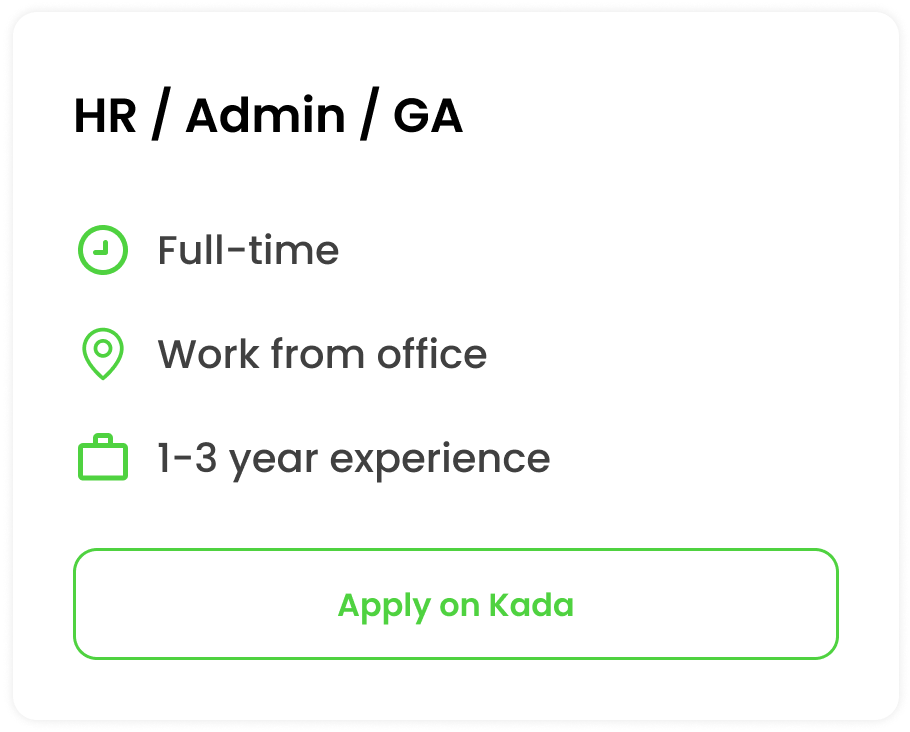 HR / Admin / GA
Full-time
Work from office
1-3 year experience
Apply on Kada